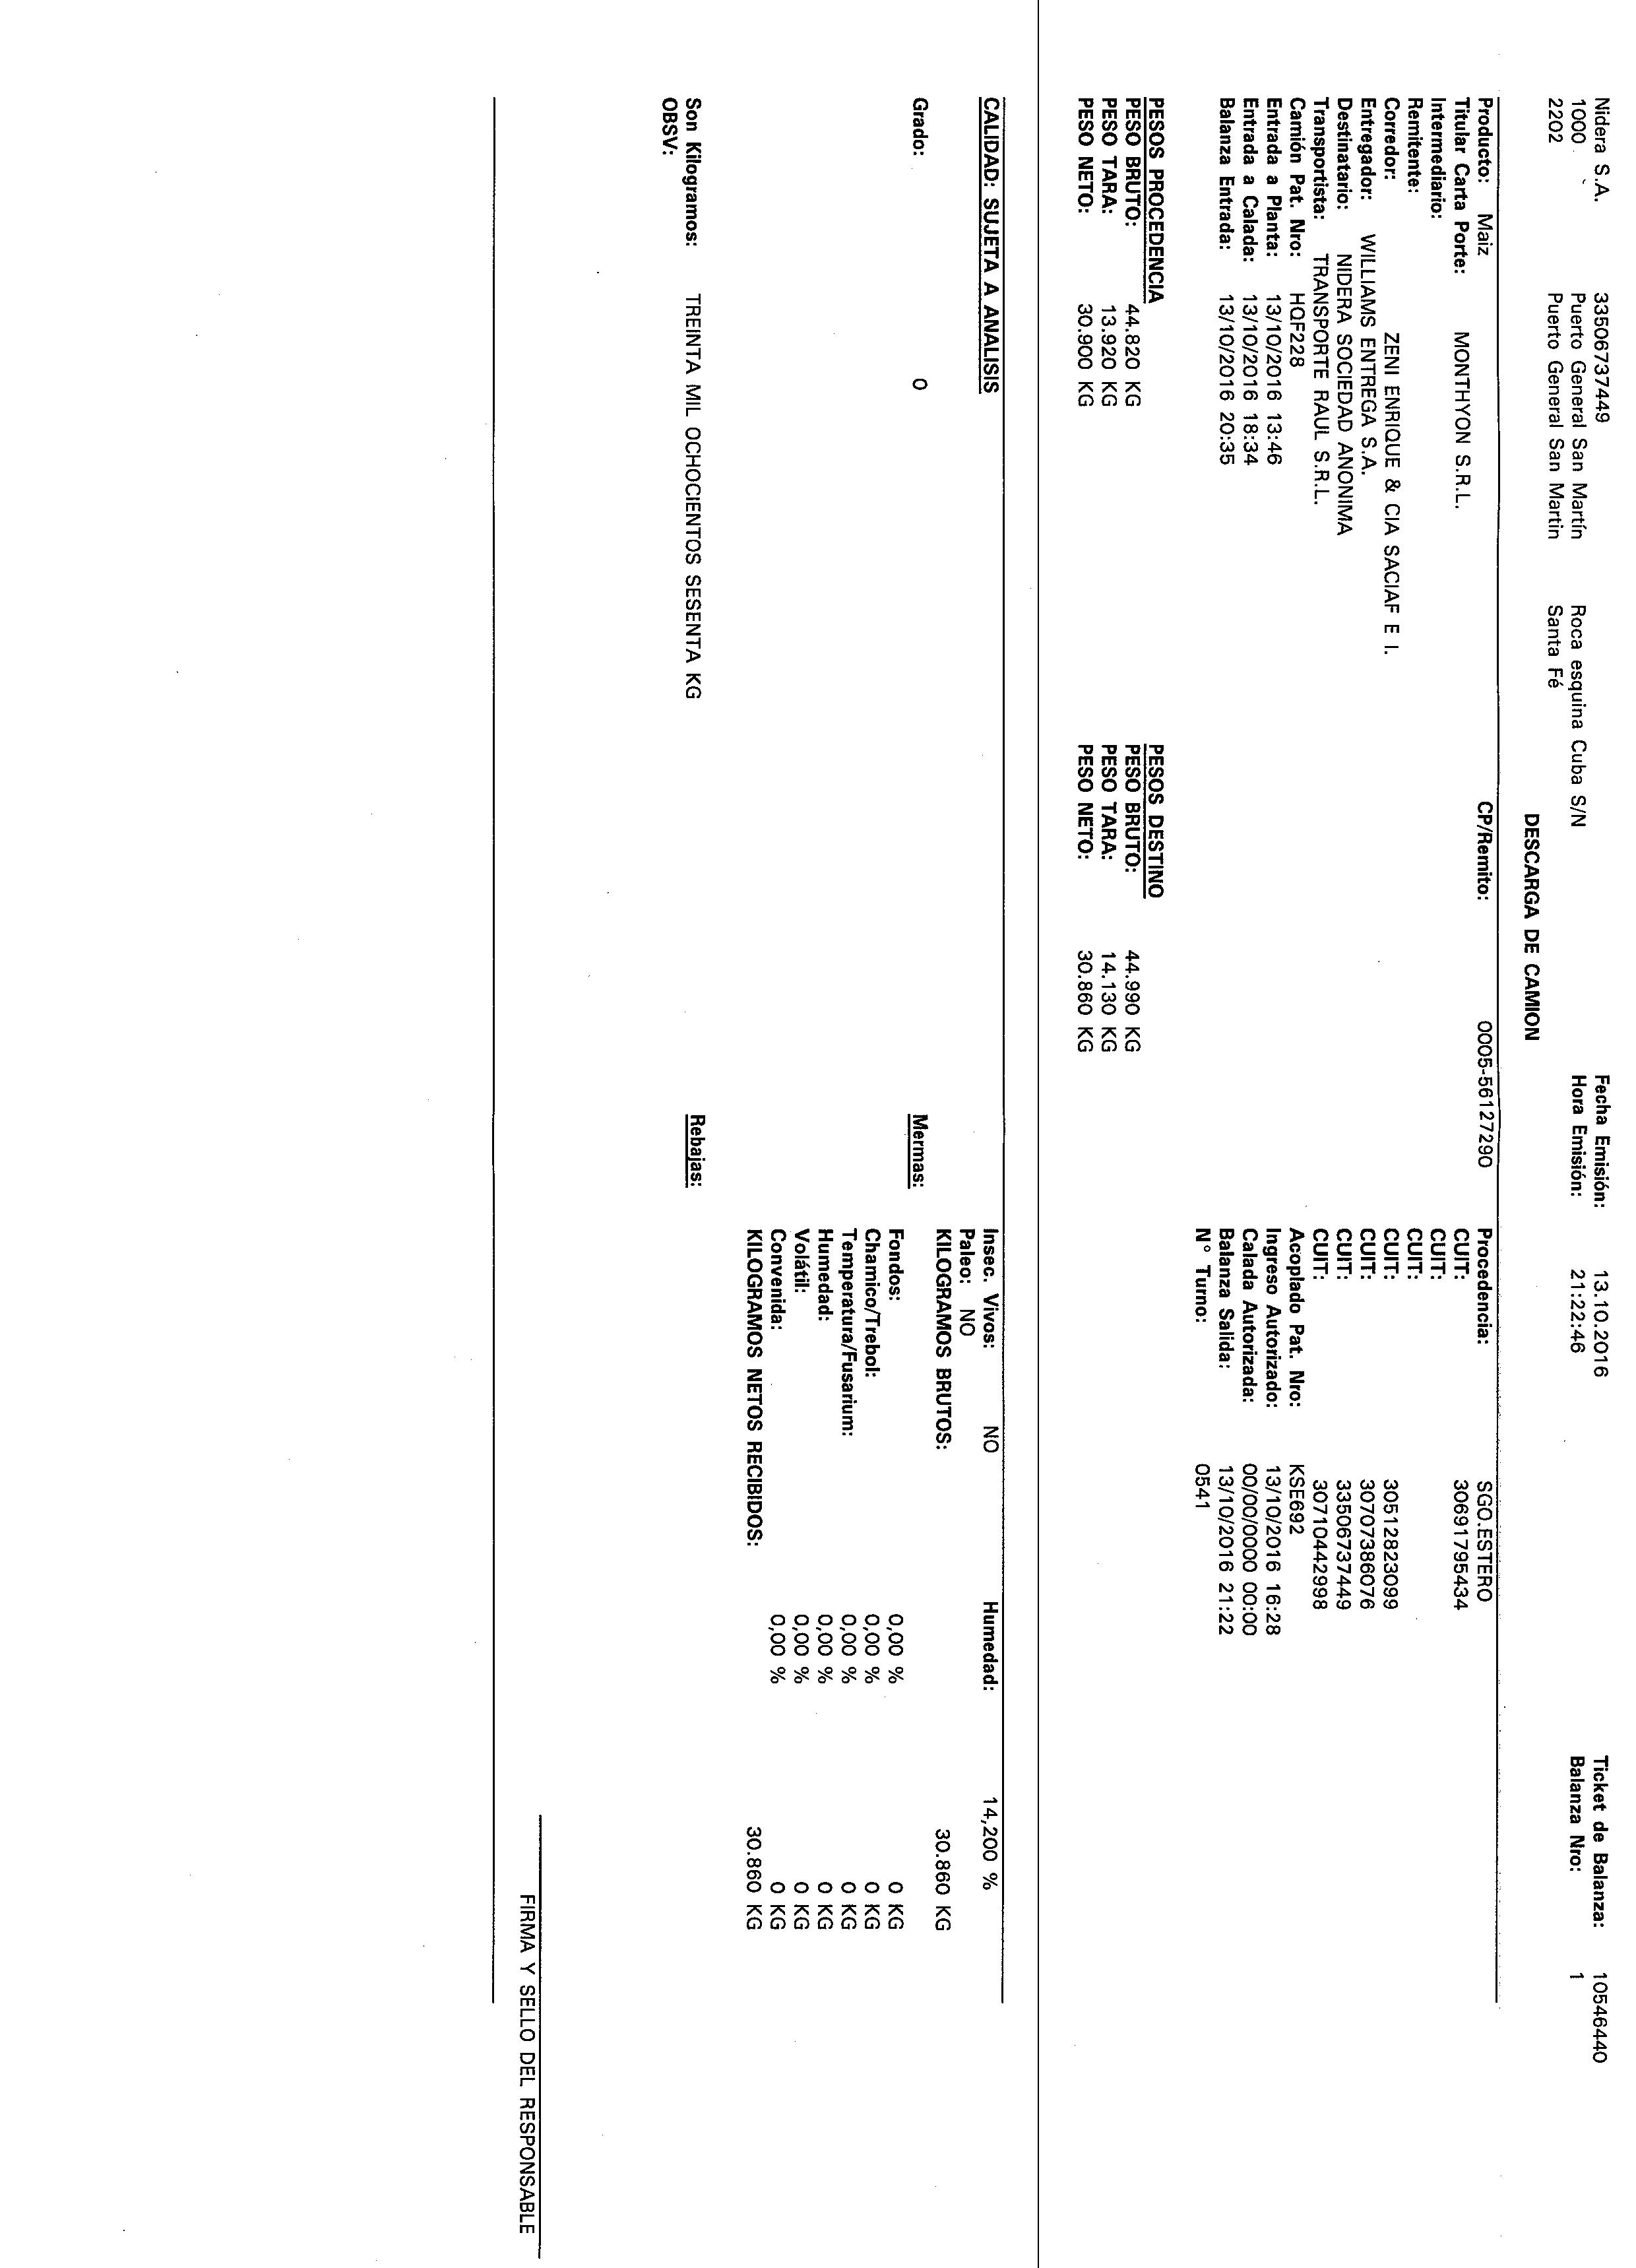 Nidera S.A. 33506737449 Fecha Emisión: 13.10.2016 Ticket de Balanza: 10546440
1000 Puerto General San Martín Roca esquina Cuba S/N Hora Emisión: 21:22:46 Balanza Nro: 1
2202 Puerto General San Martin Santa Fé
DESCARGA DE CAMION
Producto: Maiz CP/Remito: 0005-56127290 Procedencia: SGO.ESTERO
Titular Carta Porte: MONTHYON S.R.L. CUIT: 30691795434
Intermediario: CUIT:
Remitente: CUIT:
Corredor: ZENI ENRIQUE & CIA SACIAF E I. CUIT: 30512823099
Entregador: WILLIAMS ENTREGA S.A. CUIT: 30707386076
Destinatario: NIDERA SOCIEDAD ANONIMA CUIT: 33506737449
Transportista: TRANSPORTE RAUL S.R.L. CUIT: 30710442998
Camión Pat. Nro: HQF228 Acoplado Pat. Nro: KSE692
Entrada a Planta: 13/10/2016 13:46 Ingreso Autorizado: 13/10/2016 16:28
Entrada a Calada: 13/10/2016 18:34 Calada Autorizada: 00/00/0000 00:00
Balanza Entrada: 13/10/2016 20:35 Balanza Salida: 13/10/2016 21:22
N° Turno: 0541
PESOS PROCEDENCIA PESOS DESTINO
PESO BRUTO: 44.820 KG PESO BRUTO: 44.990 KG
PESO TARA: 13.920 KG PESO TARA: 14.130 KG
PESO NETO: 30.900 KG PESO NETO: 30.860 KG
CALIDAD: SUJETA A ANALISIS Insec. Vivos: NO Humedad: 14,200 %
Paleo: NO
KILOGRAMOS BRUTOS: 30.860 KG
Grado: 0 Mermas:
Fondos: 0,00 % 0 KG
Chamico/Trebol: 0,00 % 0 KG
Temperatura/Fusarium: 0,00 % 0 KG
Humedad: 0,00 % 0 KG
Volátil: 0,00 % 0 KG
Convenida: 0,00 % 0 KG
KILOGRAMOS NETOS RECIBIDOS: 30.860 KG
Son Kilogramos: TREINTA MIL OCHOCIENTOS SESENTA KG Rebajas:
OBSV:
FIRMA Y SELLO DEL RESPONSABLE